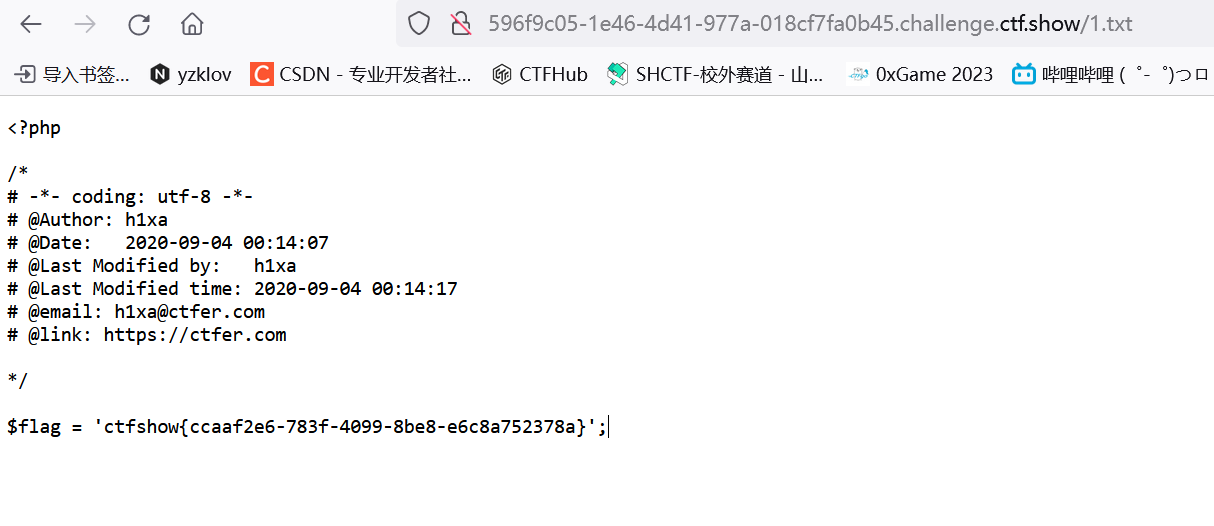 596f9c05-1e46-4d41-977a-018cf7fa0b45.challenge.ctf.show/1.txt
导入书签... yzklov CSDN - 专业开发者社... CTFHub SHCTF-校外赛道 - 山... 0xGame 2023 哔哩哔哩 (゜-゜)つロ
<?php
/*
# -*- coding: utf-8 -*-
# @Author: h1xa
# @Date:   2020-09-04 00:14:07
# @Last Modified by:   h1xa
# @Last Modified time: 2020-09-04 00:14:17
# @email: h1xa@ctfer.com
# @link: https://ctfer.com
*/
$flag = 'ctfshow{ccaaf2e6-783f-4099-8be8-e6c8a752378a}';